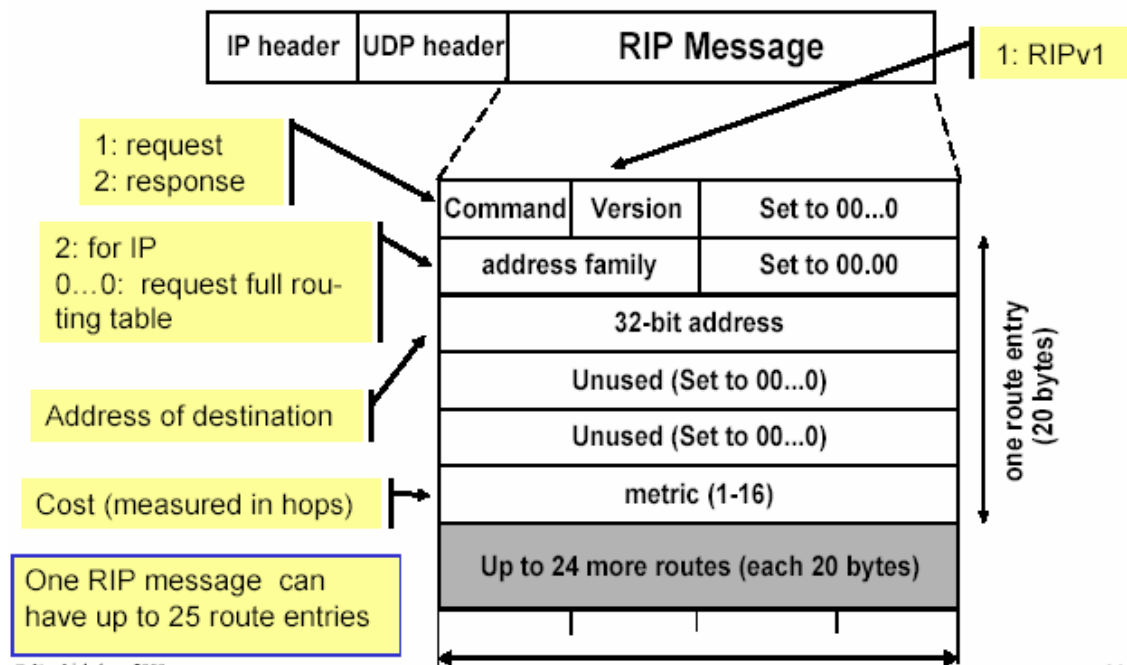 IP header UDP header RIP Message
1: RIPv1
1: request
2: response
Command Version Set to 00...0
2: for IP
0...0: request full rou-
ting table
address family Set to 00.00
32-bit address
Unused (Set to 00...0)
Address of destination
Unused (Set to 00...0)
one route entry
(20 bytes)
Cost (measured in hops)
metric (1-16)
Up to 24 more routes (each 20 bytes)
One RIP message can
have up to 25 route entries